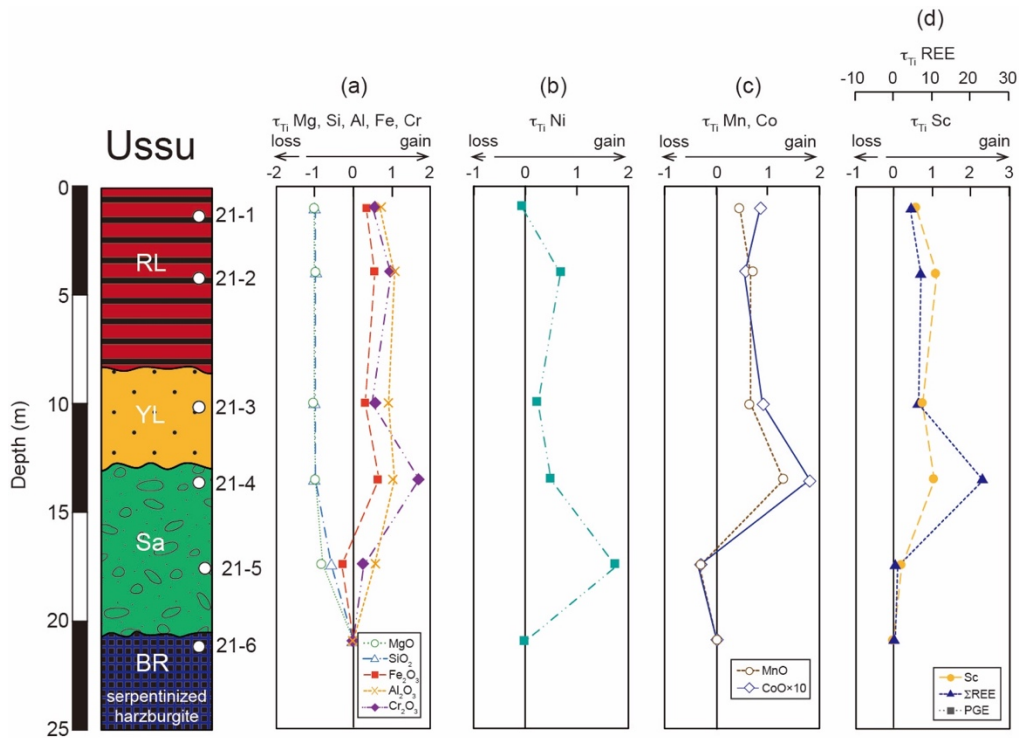 (d)
τTi REE
-10 0 10 20 30
(a) (b) (c)
τTi Mg, Si, Al, Fe, Cr τTi Ni τTi Mn, Co τTi Sc
Ussu
loss gain loss gain loss gain loss gain
-2 -1 0 1 2 -2 -1 0 1 2 -1 0 1 2 -1 0 1 2 3
0
21-1
RL
21-2
5
Depth (m)
10
21-3
YL
21-4
15
Sa
21-5
20
21-6
BR
serpentinized
harzburgite
25
MgO
SiO₂
Fe₂O₃
Al₂O₃
Cr₂O₃
MnO
CoO×10
Sc
ΣREE
PGE